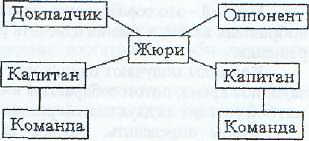 Докладчик
Оппонент
Жюри
Капитан
Капитан
Команда
Команда